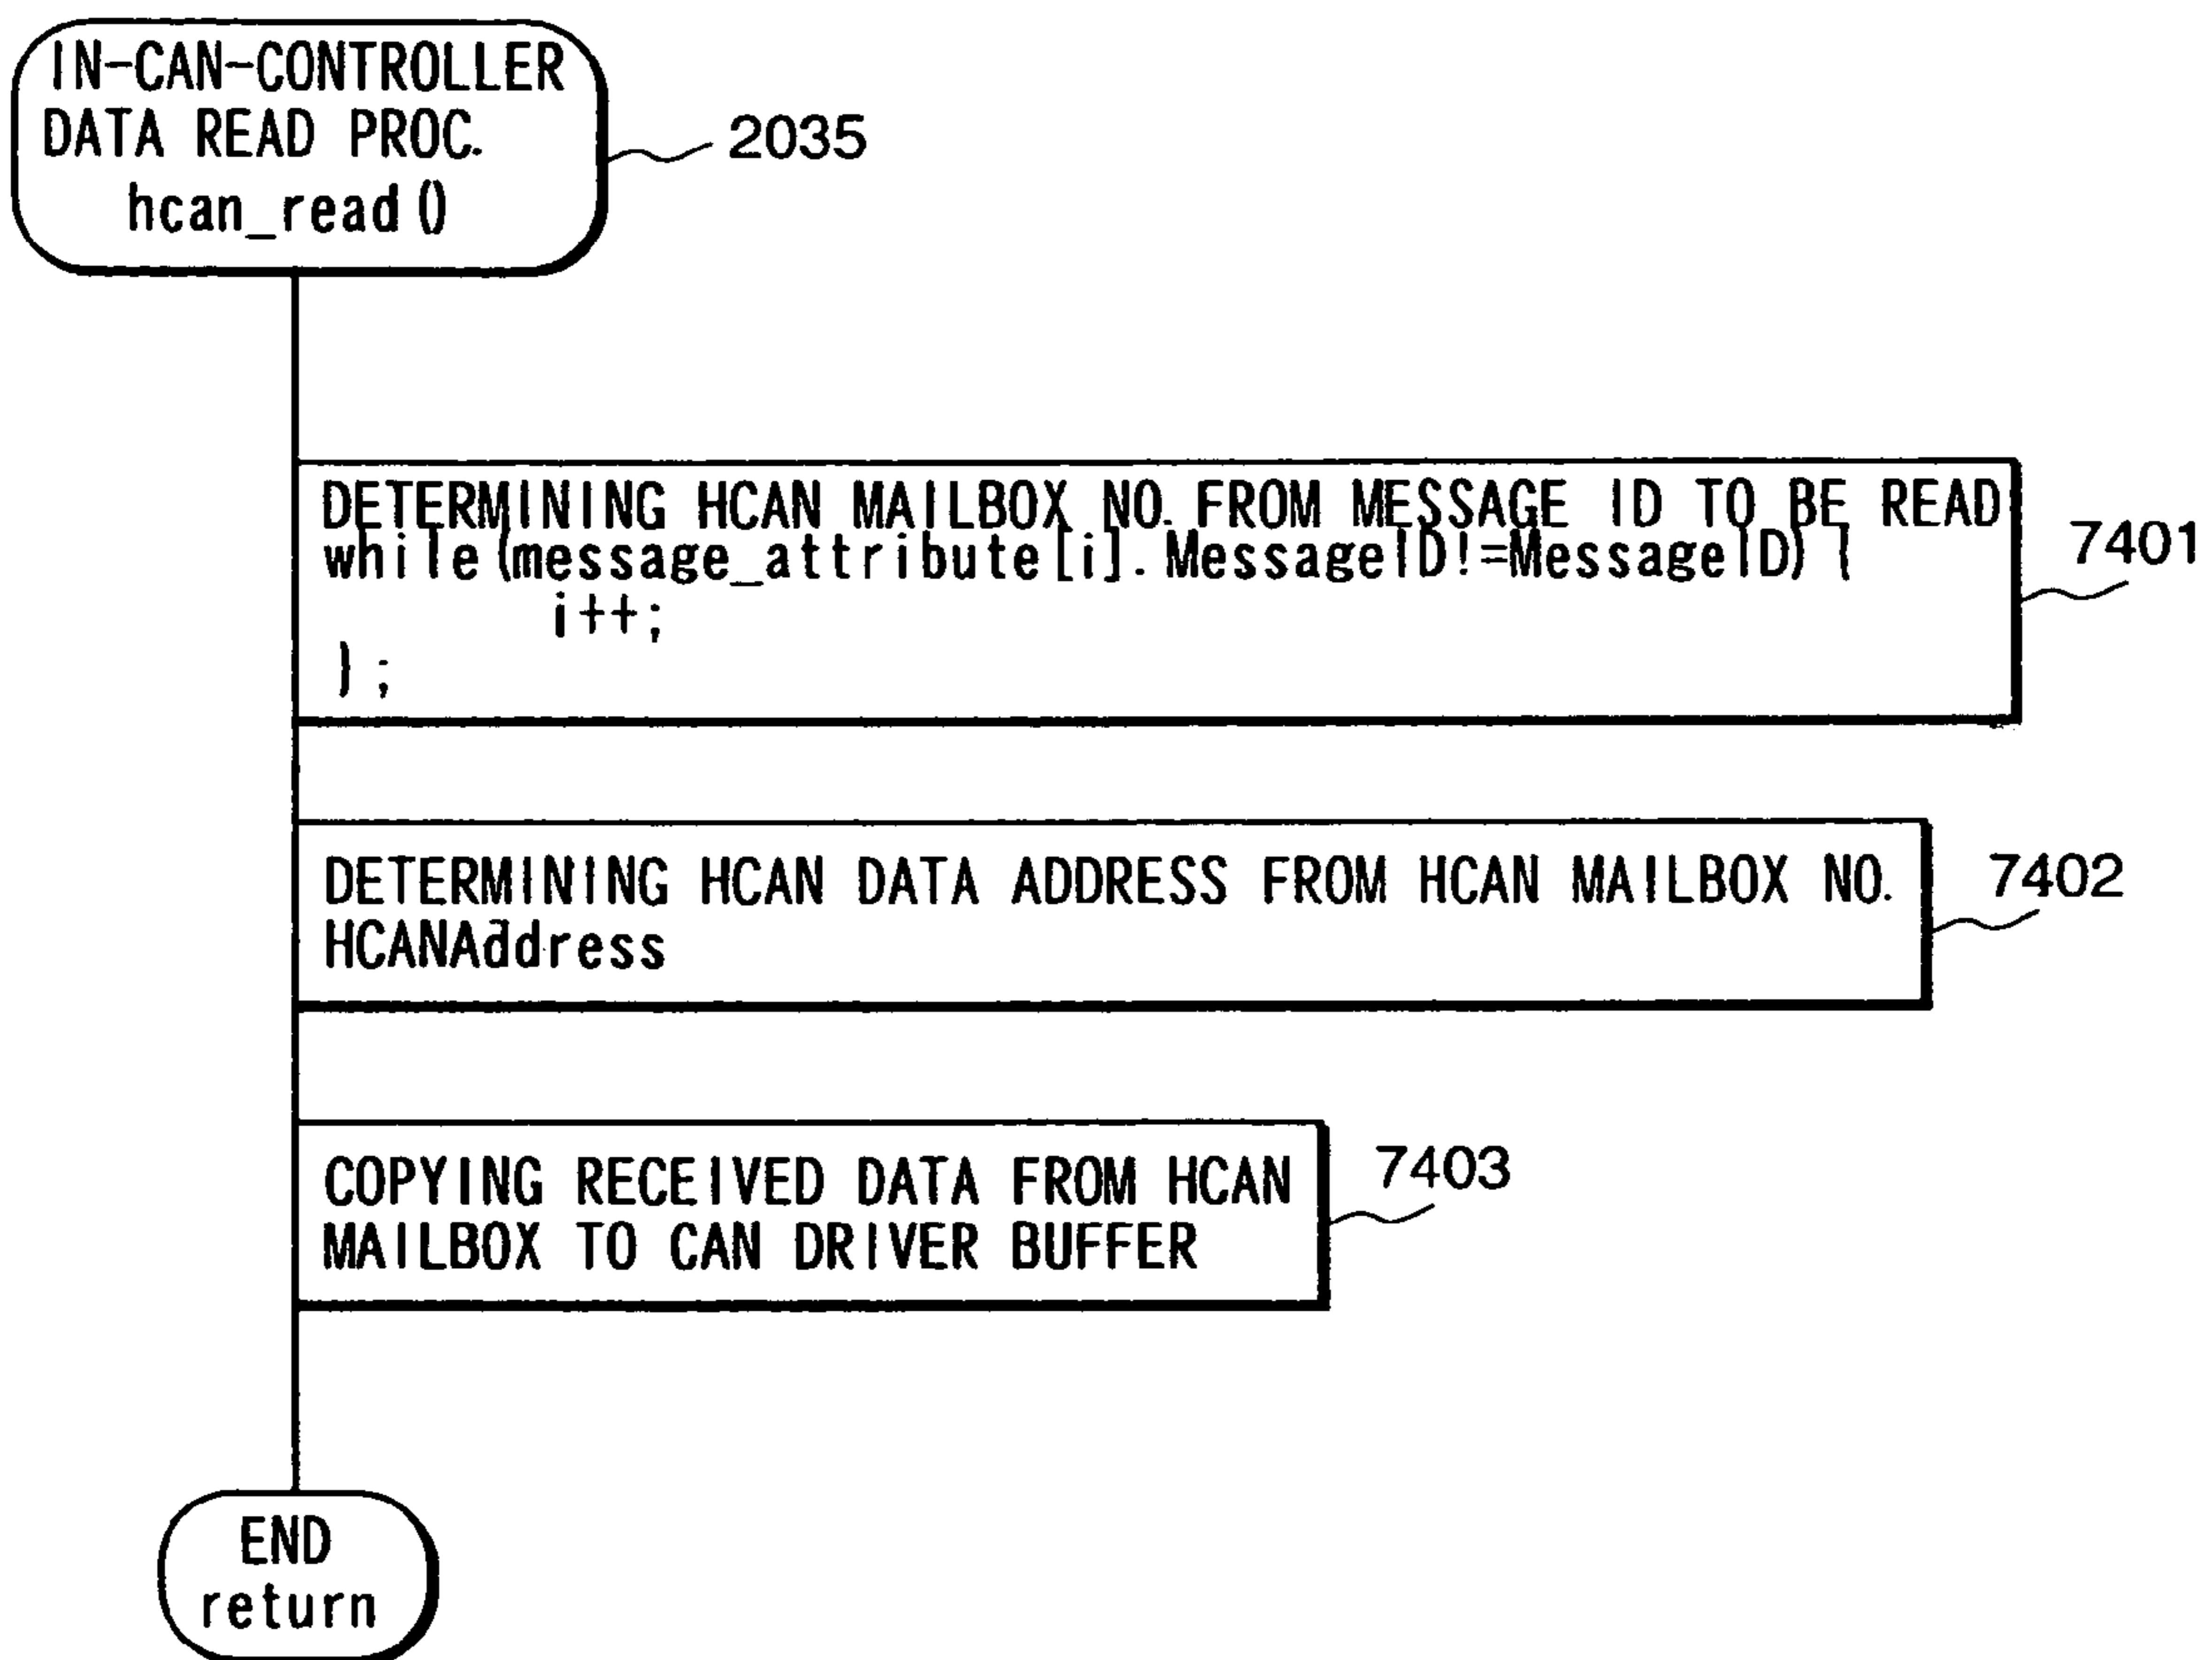 IN-CAN-CONTROLLER
DATA READ PROC.
hcan_read()
2035
DETERMINING HCAN MAILBOX NO. FROM MESSAGE ID TO BE READ
while(message_attribute[i].MessageID!=MessageID) {
i++;
};
7401
DETERMINING HCAN DATA ADDRESS FROM HCAN MAILBOX NO.
HCANAddress
7402
COPYING RECEIVED DATA FROM HCAN
MAILBOX TO CAN DRIVER BUFFER
7403
END
return